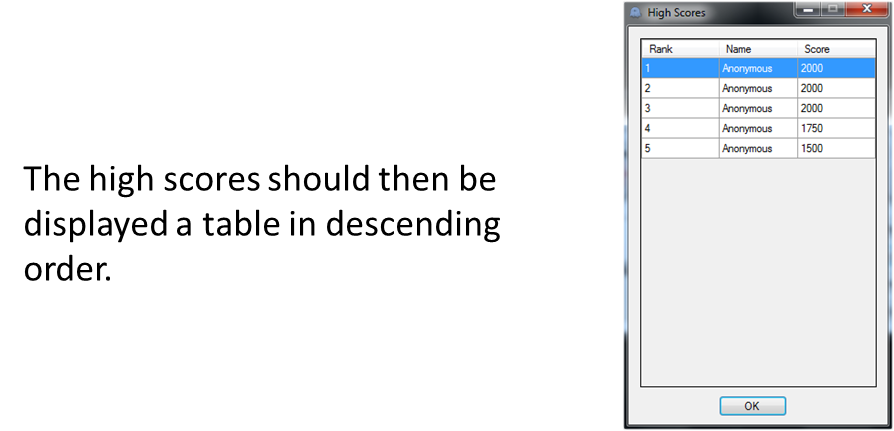 The high scores should then be
displayed a table in descending
order.
High Scores
Rank Name Score
1 Anonymous 2000
2 Anonymous 2000
3 Anonymous 2000
4 Anonymous 1750
5 Anonymous 1500
OK